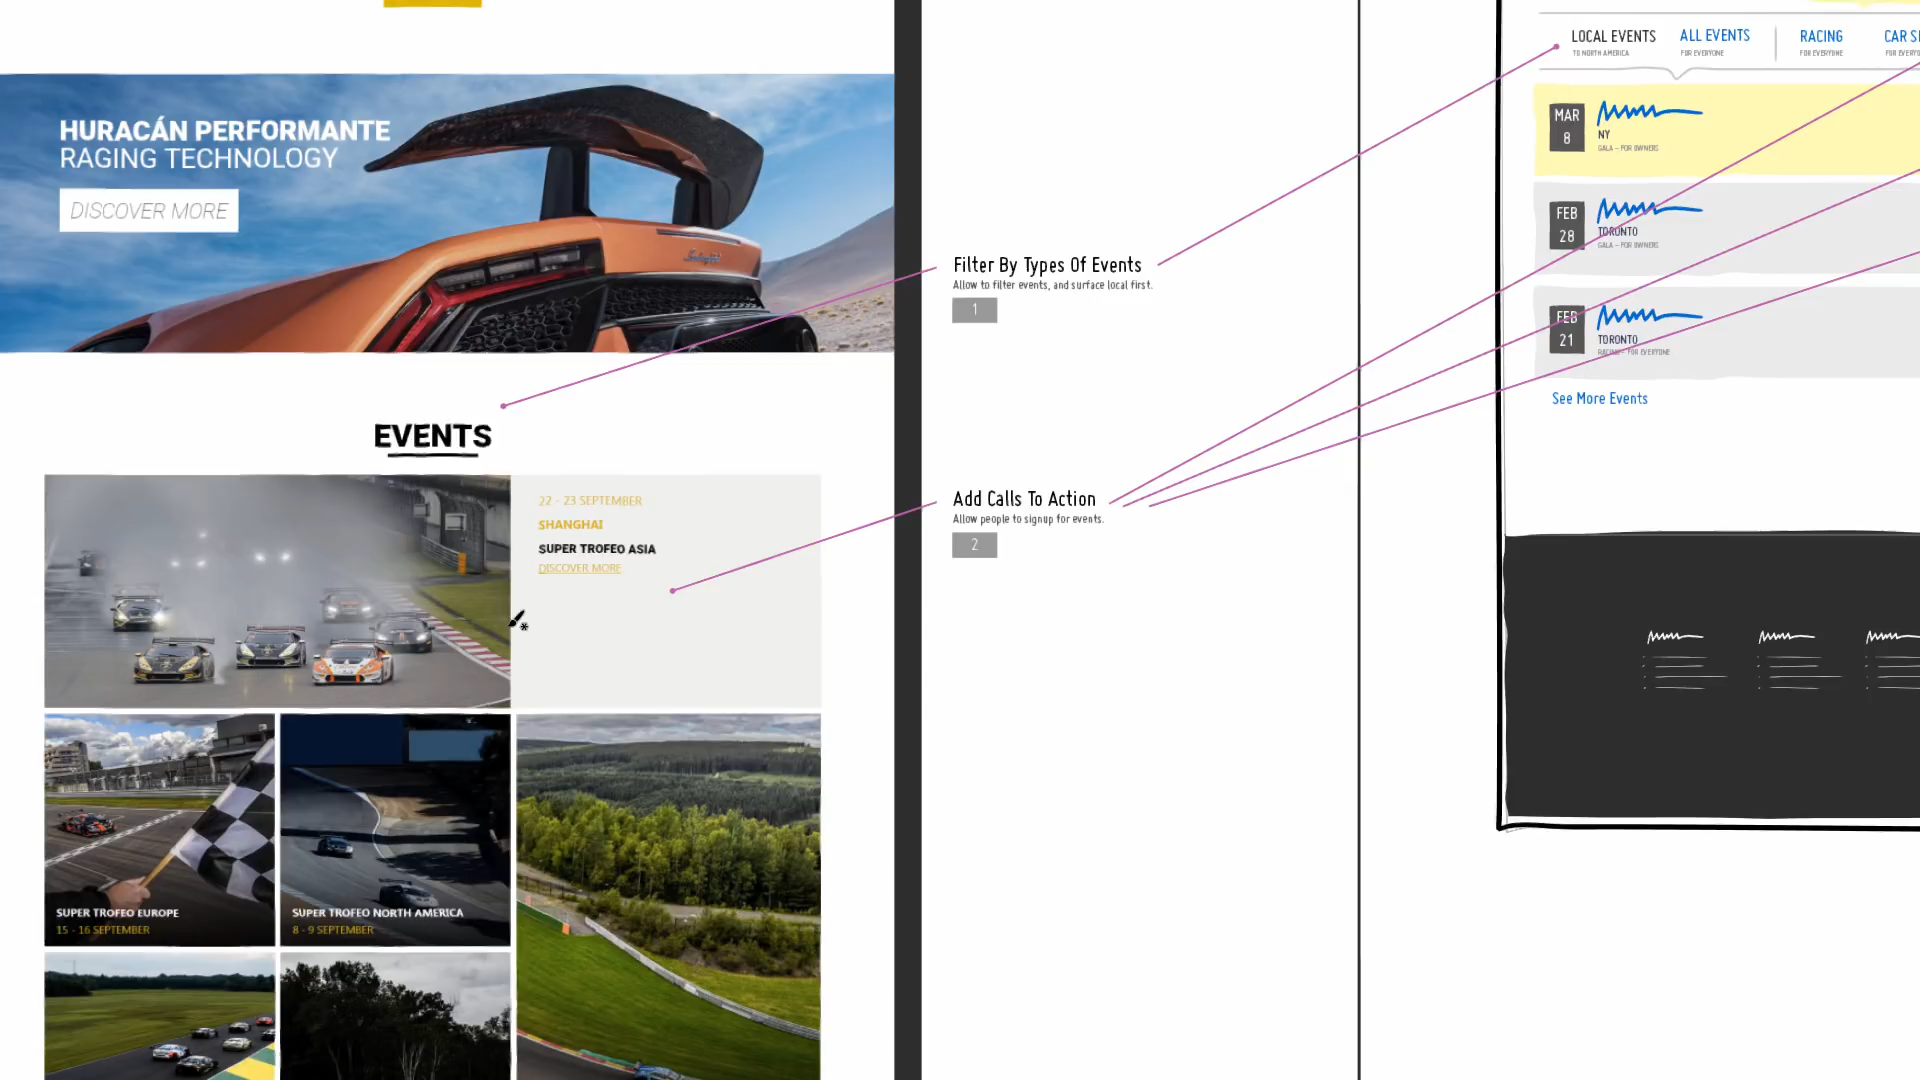 HURACÁN PERFORMANTE
RAGING TECHNOLOGY
DISCOVER MORE
EVENTS
22 - 23 SEPTEMBER
SHANGHAI
SUPER TROFEO ASIA
DISCOVER MORE
SUPER TROFEO EUROPE
15 - 16 SEPTEMBER
SUPER TROFEO NORTH AMERICA
8 - 9 SEPTEMBER
Filter By Types Of Events
Allow to filter events, and surface local first.
1
Add Calls To Action
Allow people to signup for events.
2
LOCAL EVENTS
TO NORTH AMERICA
ALL EVENTS
FOR EVERYONE
RACING
FOR EVERYONE
CAR
MAR
8
NY
GALA - FOR OWNERS
FEB
28
TORONTO
GALA - FOR OWNERS
FEB
21
TORONTO
RACING - FOR EVERYONE
See More Events